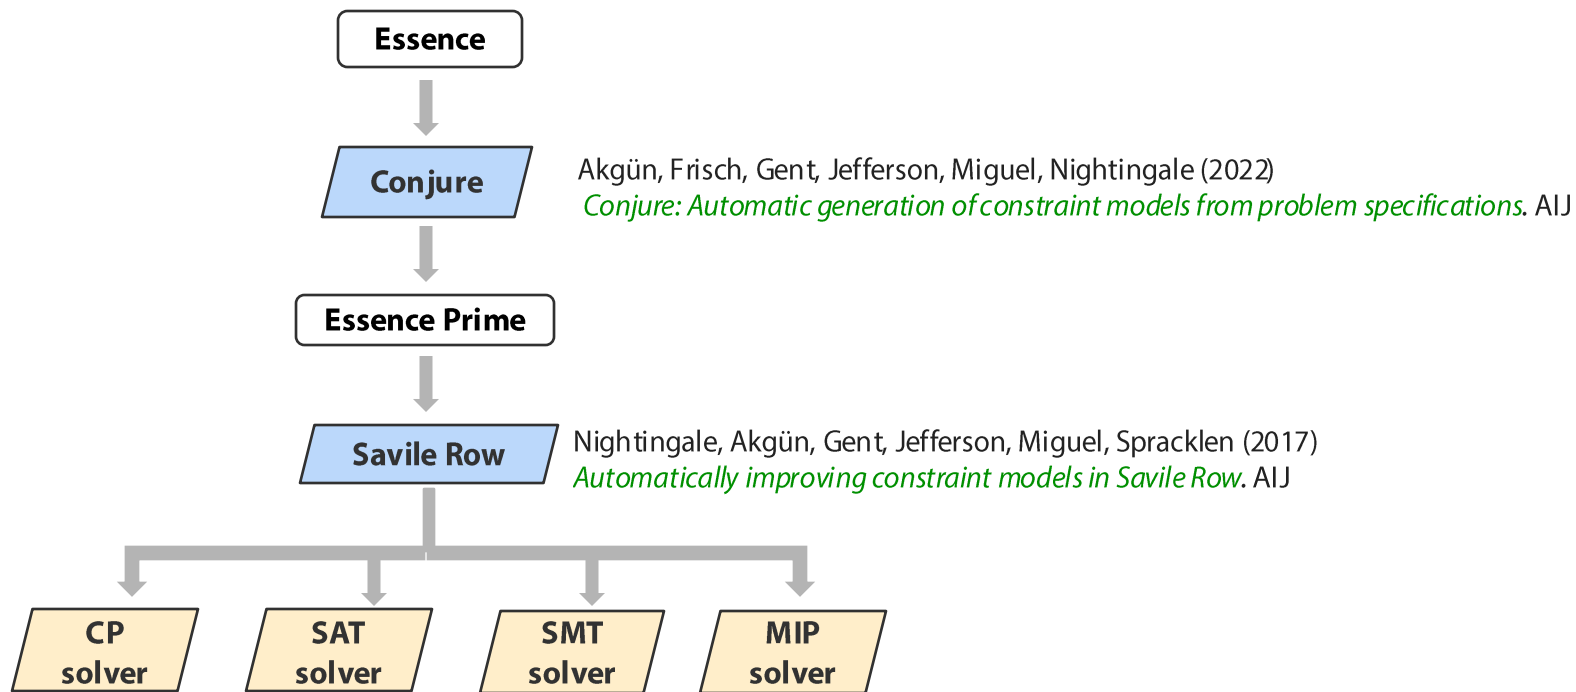 Essence
Conjure
Akgün, Frisch, Gent, Jefferson, Miguel, Nightingale (2022)
Conjure: Automatic generation of constraint models from problem specifications. AIJ
Essence Prime
Savile Row
Nightingale, Akgün, Gent, Jefferson, Miguel, Spracklen (2017)
Automatically improving constraint models in Savile Row. AIJ
CP
solver
SAT
solver
SMT
solver
MIP
solver